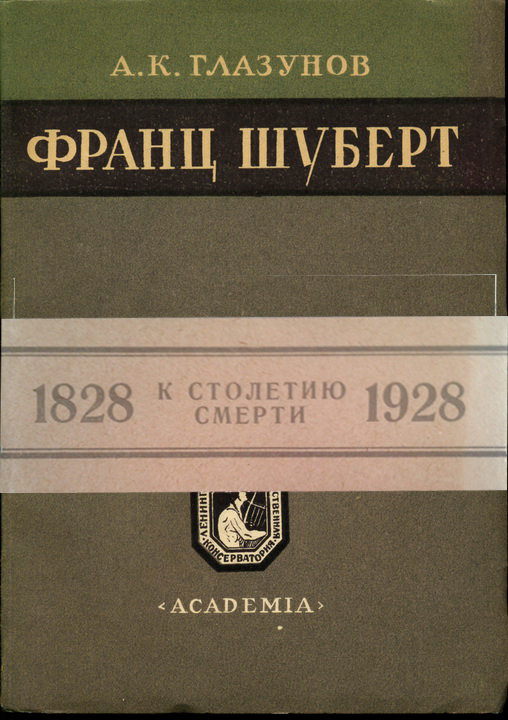 А.К. ГЛАЗУНОВ
ФРАНЦ ШУБЕРТ
1828 К СТОЛЕТИЮ СМЕРТИ 1928
КОНСЕРВАТОРИЯ
‹ACADEMIA›